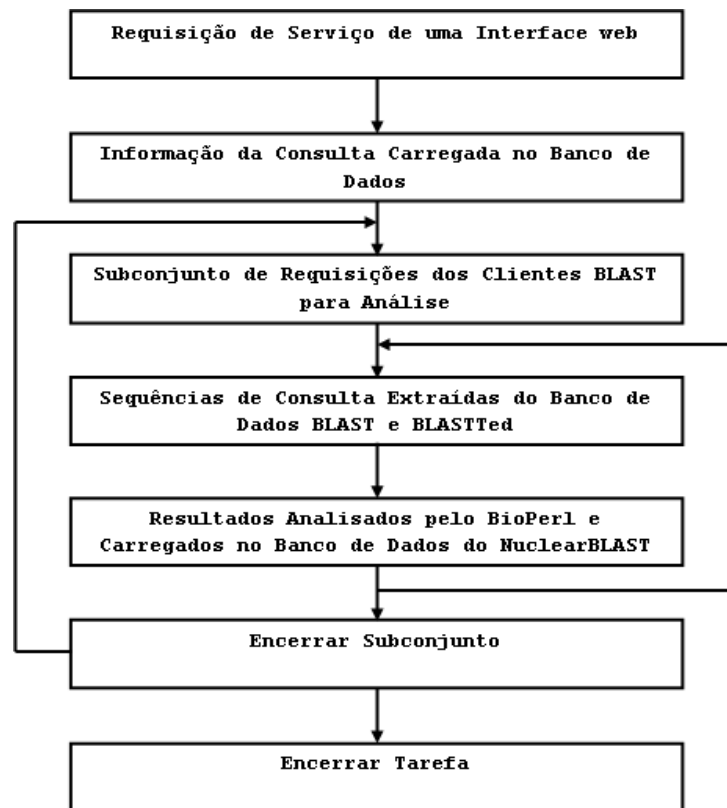 Requisição de Serviço de uma Interface web
Informação da Consulta Carregada no Banco de
Dados
Subconjunto de Requisições dos Clientes BLAST
para Análise
Sequências de Consulta Extraídas do Banco de
Dados BLAST e BLASTTed
Resultados Analisados pelo BioPerl e
Carregados no Banco de Dados do NuclearBLAST
Encerrar Subconjunto
Encerrar Tarefa